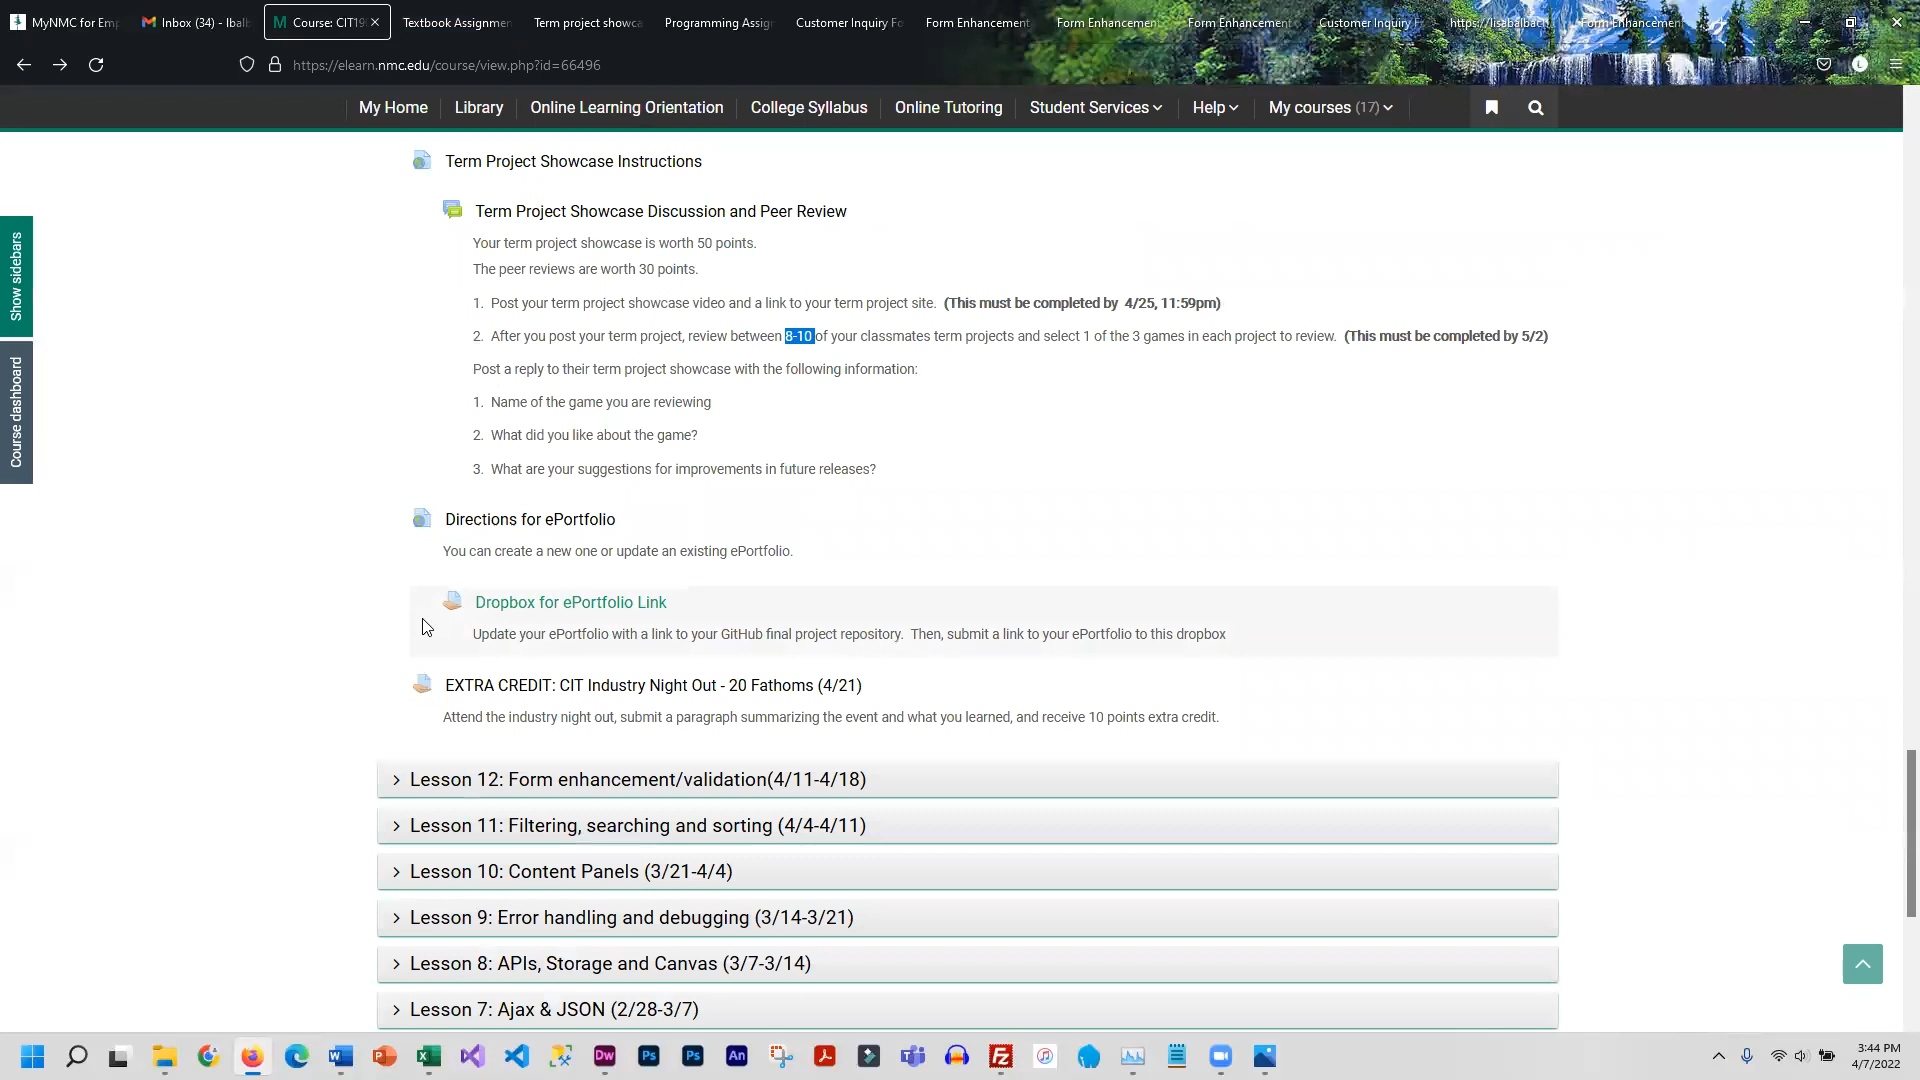 MyNMC for Emp
Inbox (34) - lbalb
Course: CIT190
Textbook Assignmen
Term project showca
Programming Assig
Customer Inquiry Fo
Form Enhancement
Form Enhancement
Form Enhancement
Customer Inquiry F
https://lisabalbach
Form Enhancement
https://elearn.nmc.edu/course/view.php?id=66496
My Home
Library
Online Learning Orientation
College Syllabus
Online Tutoring
Student Services
Help
My courses (17)
Show sidebars
Course dashboard
Term Project Showcase Instructions
Term Project Showcase Discussion and Peer Review
Your term project showcase is worth 50 points.
The peer reviews are worth 30 points.
1. Post your term project showcase video and a link to your term project site. (This must be completed by 4/25, 11:59pm)
2. After you post your term project, review between 8-10 of your classmates term projects and select 1 of the 3 games in each project to review. (This must be completed by 5/2)
Post a reply to their term project showcase with the following information:
1. Name of the game you are reviewing
2. What did you like about the game?
3. What are your suggestions for improvements in future releases?
Directions for ePortfolio
You can create a new one or update an existing ePortfolio.
Dropbox for ePortfolio Link
Update your ePortfolio with a link to your GitHub final project repository. Then, submit a link to your ePortfolio to this dropbox
EXTRA CREDIT: CIT Industry Night Out - 20 Fathoms (4/21)
Attend the industry night out, submit a paragraph summarizing the event and what you learned, and receive 10 points extra credit.
Lesson 12: Form enhancement/validation(4/11-4/18)
Lesson 11: Filtering, searching and sorting (4/4-4/11)
Lesson 10: Content Panels (3/21-4/4)
Lesson 9: Error handling and debugging (3/14-3/21)
Lesson 8: APIs, Storage and Canvas (3/7-3/14)
Lesson 7: Ajax & JSON (2/28-3/7)
3:44 PM
4/7/2022